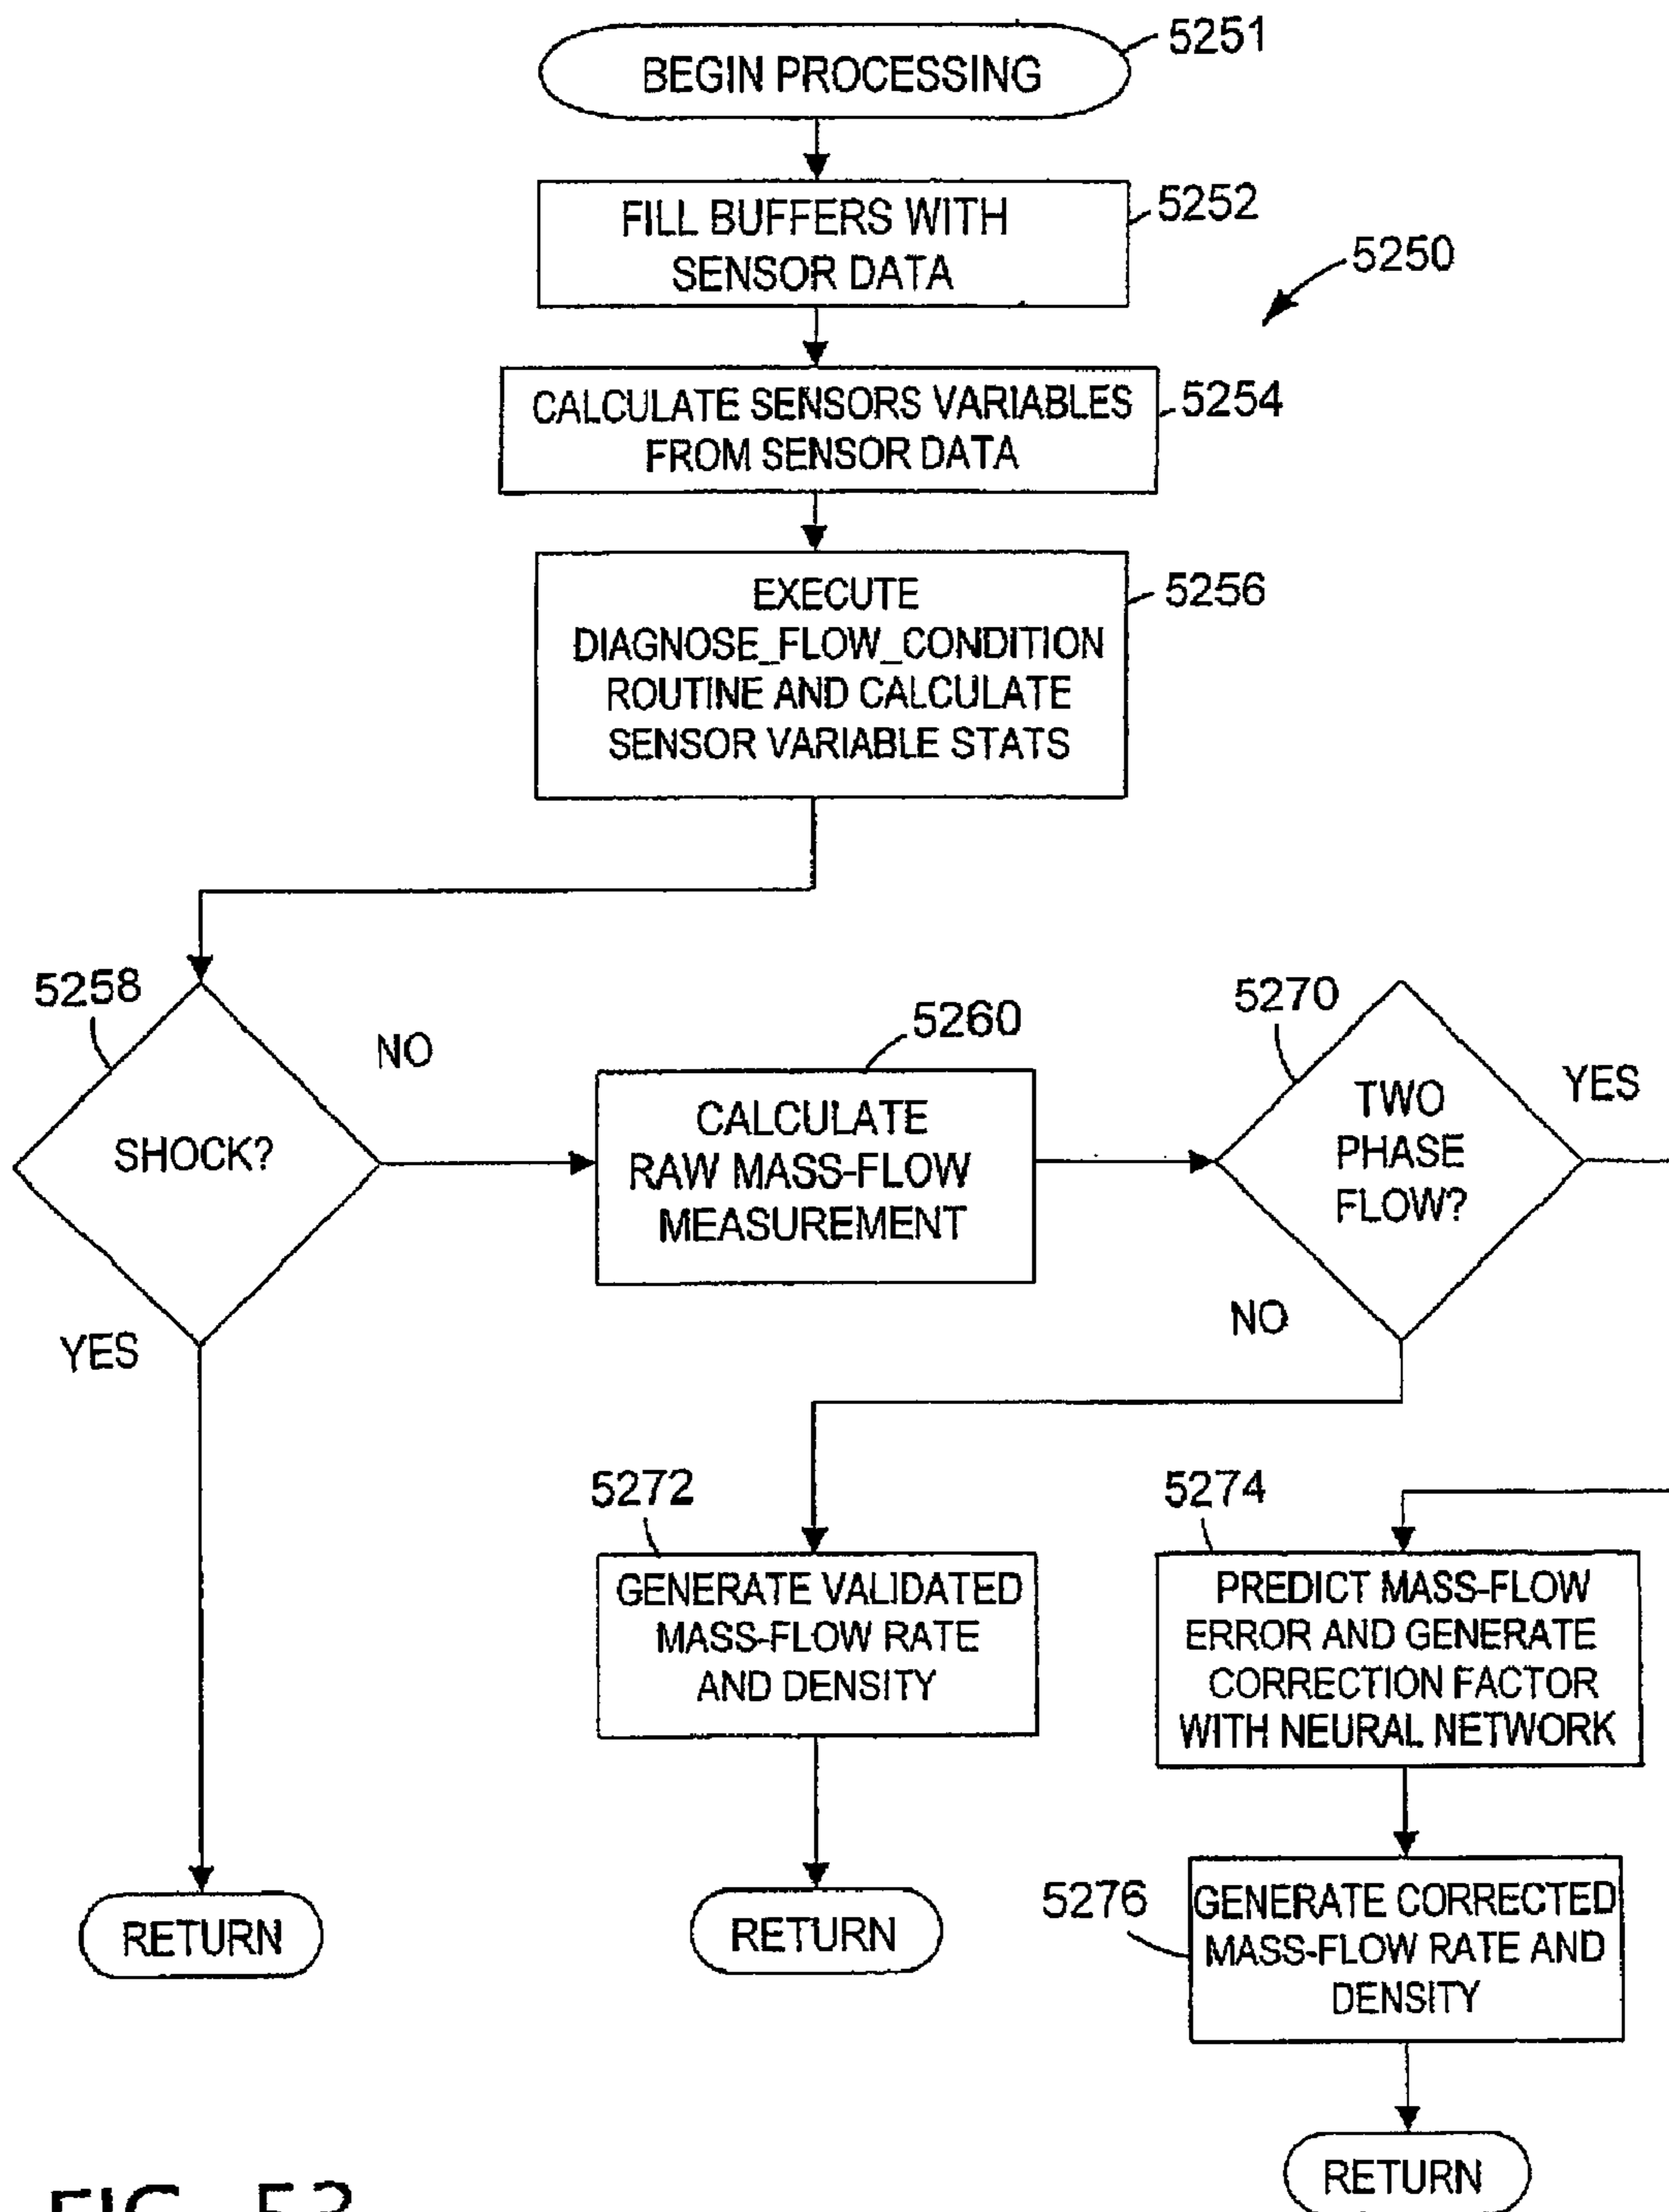 BEGIN PROCESSING
5251
FILL BUFFERS WITH
SENSOR DATA
5252
5250
CALCULATE SENSORS VARIABLES
FROM SENSOR DATA
5254
EXECUTE
DIAGNOSE_FLOW_CONDITION
ROUTINE AND CALCULATE
SENSOR VARIABLE STATS
5256
5258
SHOCK?
NO
YES
5260
CALCULATE
RAW MASS-FLOW
MEASUREMENT
5270
TWO
PHASE
FLOW?
YES
NO
5272
GENERATE VALIDATED
MASS-FLOW RATE
AND DENSITY
5274
PREDICT MASS-FLOW
ERROR AND GENERATE
CORRECTION FACTOR
WITH NEURAL NETWORK
5276
GENERATE CORRECTED
MASS-FLOW RATE AND
DENSITY
RETURN
RETURN
RETURN
FIG. 52